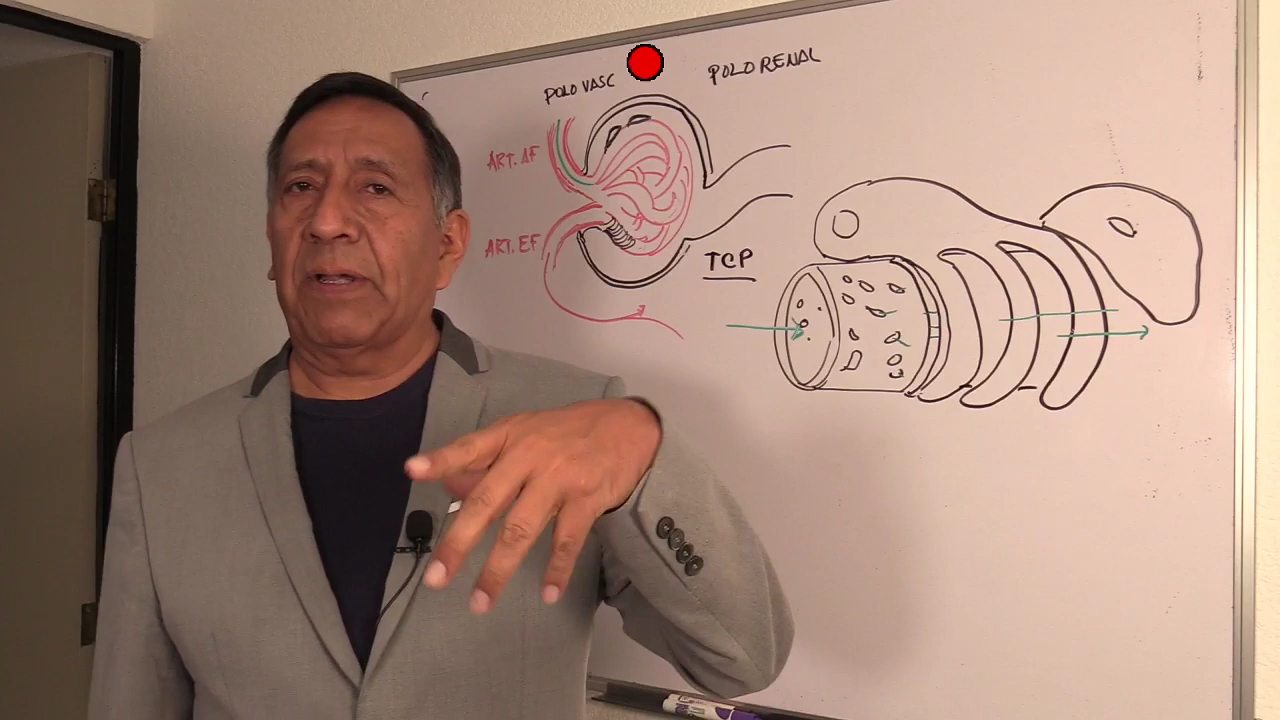 POLO VASC
POLO RENAL
ART. AF
ART. EF
TCP